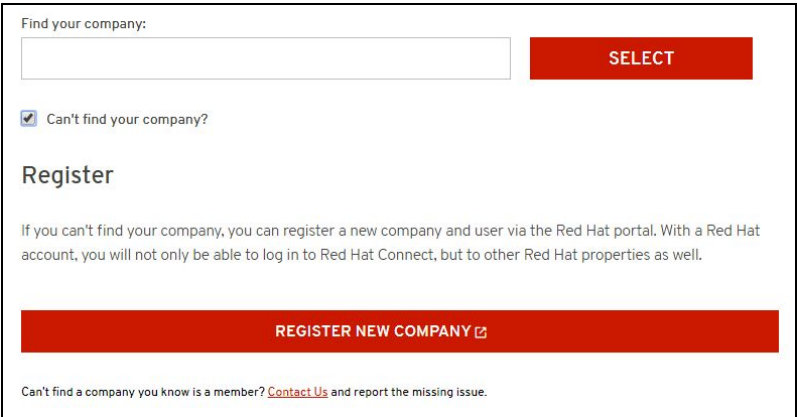 Find your company:
SELECT
Can't find your company?
Register
If you can't find your company, you can register a new company and user via the Red Hat portal. With a Red Hat
account, you will not only be able to log in to Red Hat Connect, but to other Red Hat properties as well.
REGISTER NEW COMPANY
Can't find a company you know is a member? Contact Us and report the missing issue.